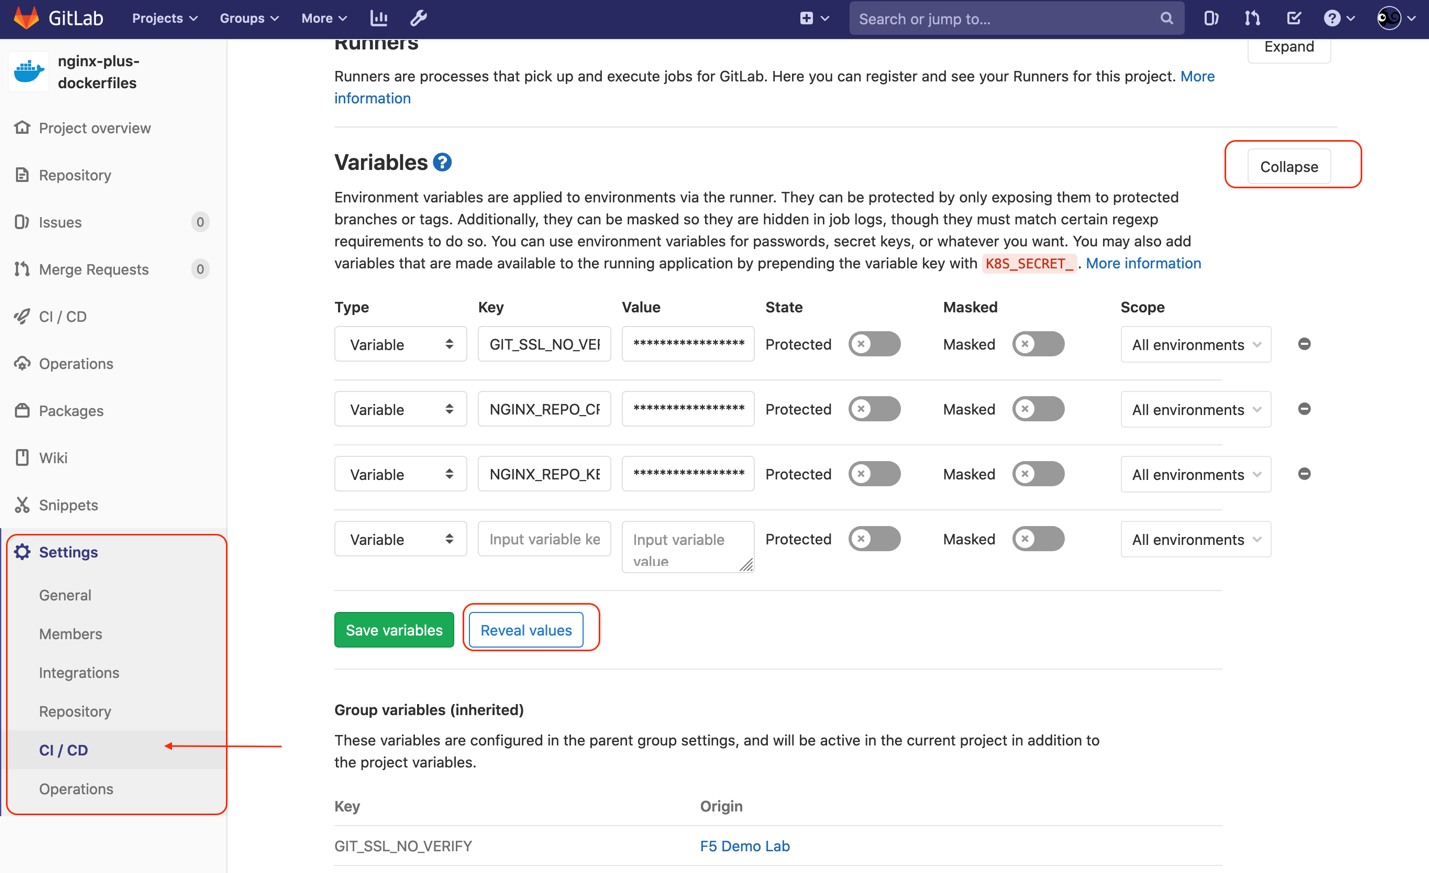 GitLab
Projects
Groups
More
Search or jump to...
nginx-plus-
dockerfiles
Project overview
Repository
Issues 0
Merge Requests 0
CI / CD
Operations
Packages
Wiki
Snippets
Settings
General
Members
Integrations
Repository
CI / CD
Operations
Runners
Expand
Runners are processes that pick up and execute jobs for GitLab. Here you can register and see your Runners for this project. More
information
Variables ?
Collapse
Environment variables are applied to environments via the runner. They can be protected by only exposing them to protected
branches or tags. Additionally, they can be masked so they are hidden in job logs, though they must match certain regexp
requirements to do so. You can use environment variables for passwords, secret keys, or whatever you want. You may also add
variables that are made available to the running application by prepending the variable key with K8S_SECRET_ . More information
Type Key Value State Masked Scope
Variable GIT_SSL_NO_VER ***************** Protected Masked All environments
Variable NGINX_REPO_CR ***************** Protected Masked All environments
Variable NGINX_REPO_KE ***************** Protected Masked All environments
Variable Input variable ke Input variable value Protected Masked All environments
Save variables Reveal values
Group variables (inherited)
These variables are configured in the parent group settings, and will be active in the current project in addition to
the project variables.
Key Origin
GIT_SSL_NO_VERIFY F5 Demo Lab